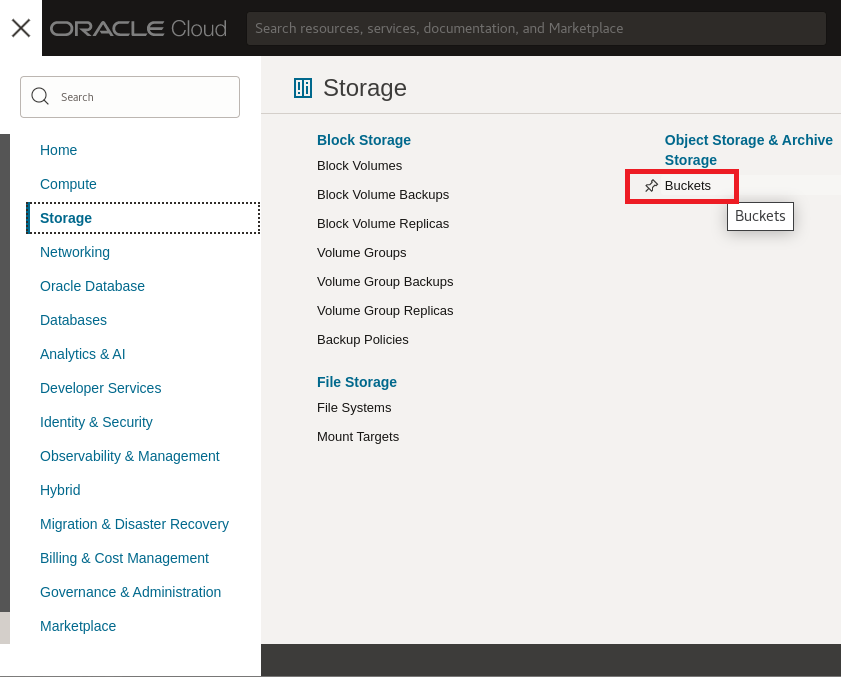 ORACLE Cloud
Search resources, services, documentation, and Marketplace
Search
Home
Compute
Storage
Networking
Oracle Database
Databases
Analytics & AI
Developer Services
Identity & Security
Observability & Management
Hybrid
Migration & Disaster Recovery
Billing & Cost Management
Governance & Administration
Marketplace
Storage
Block Storage
Block Volumes
Block Volume Backups
Block Volume Replicas
Volume Groups
Volume Group Backups
Volume Group Replicas
Backup Policies
File Storage
File Systems
Mount Targets
Object Storage & Archive
Storage
Buckets
Buckets